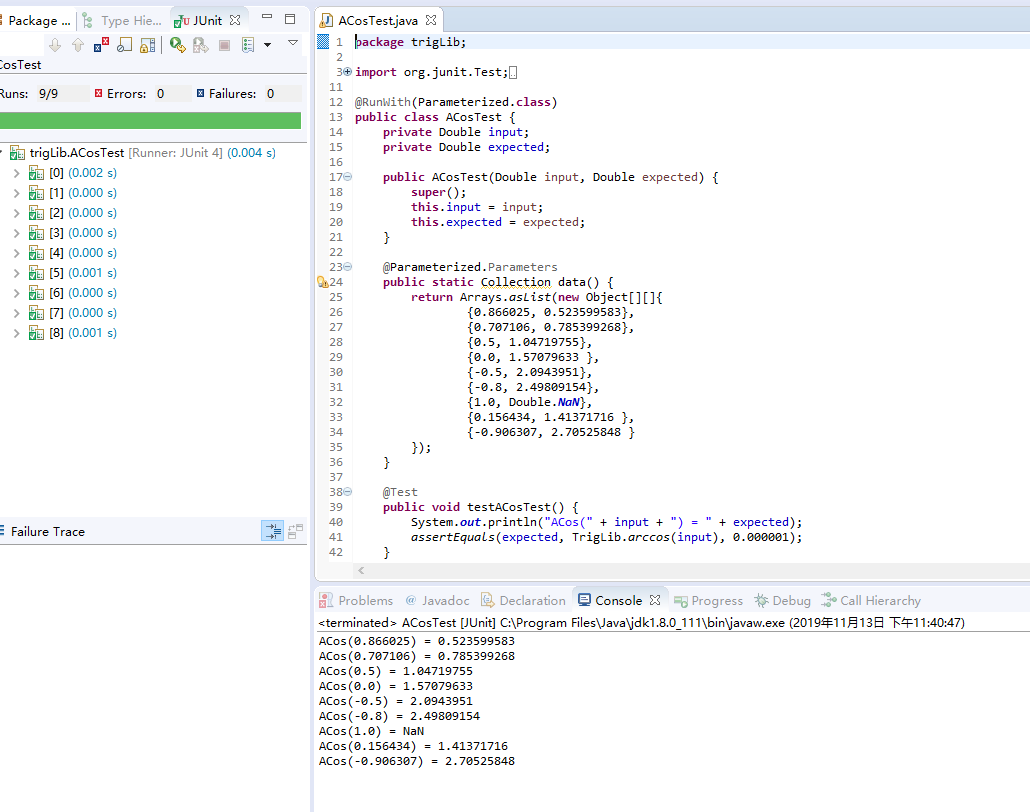 Package ...
Type Hie...
JUnit
CosTest
Runs: 9/9
Errors: 0
Failures: 0
trigLib.ACosTest [Runner: JUnit 4] (0.004 s)
[0] (0.002 s)
[1] (0.000 s)
[2] (0.000 s)
[3] (0.000 s)
[4] (0.000 s)
[5] (0.001 s)
[6] (0.000 s)
[7] (0.000 s)
[8] (0.001 s)
Failure Trace
ACosTest.java
1 package trigLib;
2
3 import org.junit.Test;
11
12 @RunWith(Parameterized.class)
13 public class ACosTest {
14 private Double input;
15 private Double expected;
16
17 public ACosTest(Double input, Double expected) {
18 super();
19 this.input = input;
20 this.expected = expected;
21 }
22
23 @Parameterized.Parameters
24 public static Collection data() {
25 return Arrays.asList(new Object[][]{
26 {0.866025, 0.523599583},
27 {0.707106, 0.785399268},
28 {0.5, 1.04719755},
29 {0.0, 1.57079633 },
30 {-0.5, 2.0943951},
31 {-0.8, 2.49809154},
32 {1.0, Double.NaN},
33 {0.156434, 1.41371716 },
34 {-0.906307, 2.70525848 }
35 });
36 }
37
38 @Test
39 public void testACosTest() {
40 System.out.println("ACos(" + input + ") = " + expected);
41 assertEquals(expected, TrigLib.arccos(input), 0.000001);
42 }
Problems @ Javadoc Declaration Console Progress Debug Call Hierarchy
<terminated> ACosTest [JUnit] C:\Program Files\Java\jdk1.8.0_111\bin\javaw.exe (2019年11月13日 下午11:40:47)
ACos(0.866025) = 0.523599583
ACos(0.707106) = 0.785399268
ACos(0.5) = 1.04719755
ACos(0.0) = 1.57079633
ACos(-0.5) = 2.0943951
ACos(-0.8) = 2.49809154
ACos(1.0) = NaN
ACos(0.156434) = 1.41371716
ACos(-0.906307) = 2.70525848